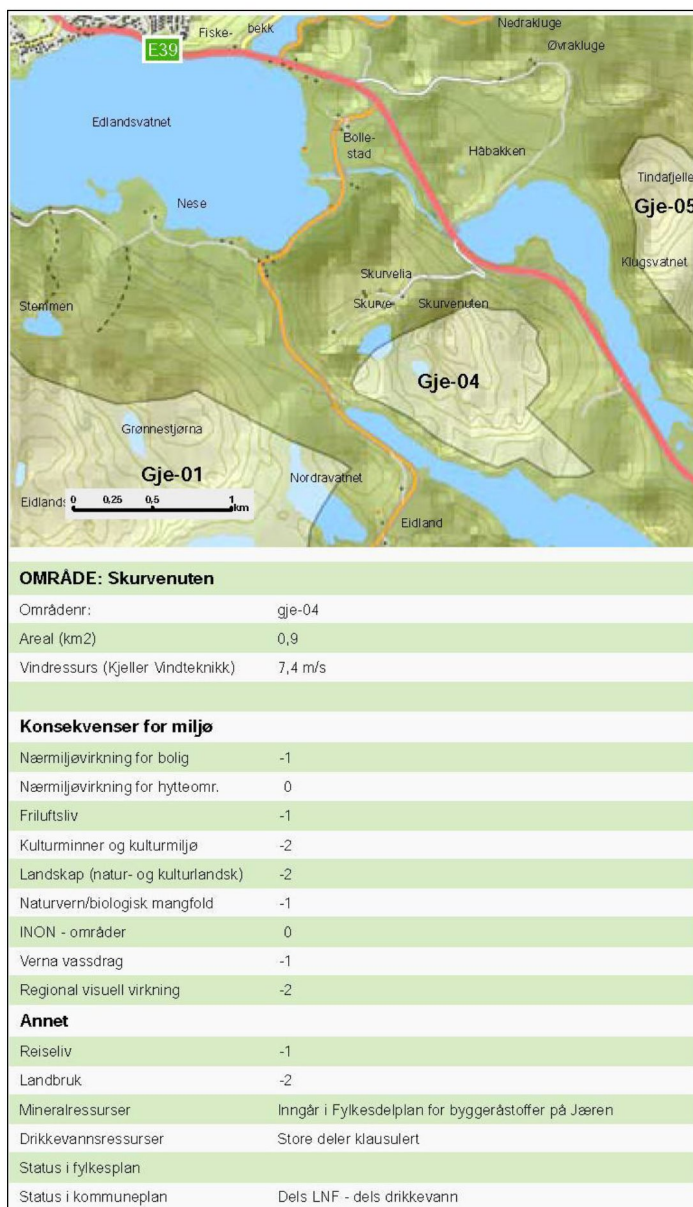 Nedrakluge
Fiske-
bekk
E39
Øvrakluge
Edlandsvatnet
Bolle-
stad
Håbakken
Tindafjelle
Nese
Gje-05
Klugsvatnet
Skurvelia
Stemmen
Skurve
Skurvenuten
Gje-04
Grønnestjørna
Gje-01
Nordravatnet
Eidlands
0 0,25 0,5 1
km
Eidland
OMRÅDE: Skurvenuten
Områdenr: gje-04
Areal (km2) 0,9
Vindressurs (Kjeller Vindteknikk) 7,4 m/s
Konsekvenser for miljø
Nærmiljøvirkning for bolig -1
Nærmiljøvirkning for hytteomr. 0
Friluftsliv -1
Kulturminner og kulturmiljø -2
Landskap (natur- og kulturlandsk) -2
Naturvern/biologisk mangfold -1
INON - områder 0
Verna vassdrag -1
Regional visuell virkning -2
Annet
Reiseliv -1
Landbruk -2
Mineralressurser Inngår i Fylkesdelplan for byggeråstoffer på Jæren
Drikkevannsressurser Store deler klausulert
Status i fylkesplan
Status i kommuneplan Dels LNF - dels drikkevann